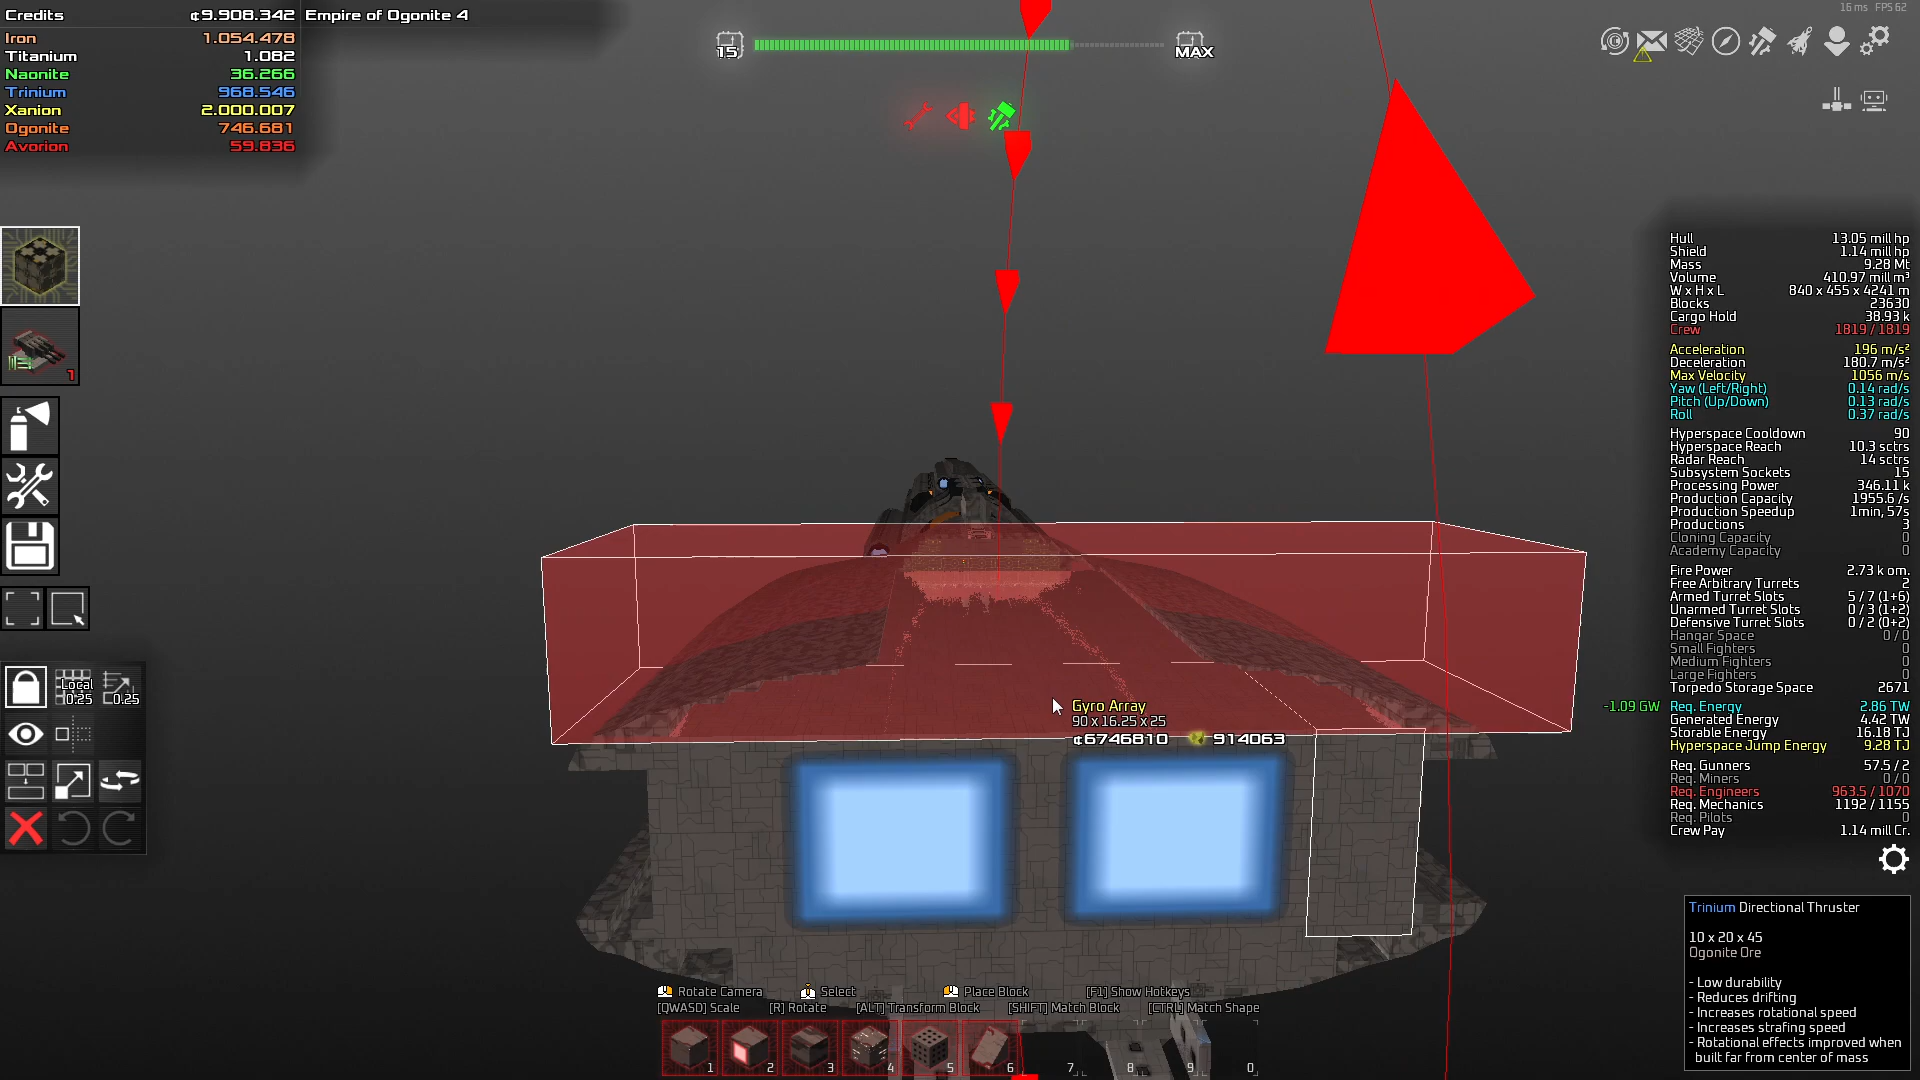 16 ms FPS 62
Credits ¢9.908.342 Empire of Ogonite 4
Iron 1.054.478
Titanium 1.082
Naonite 36.266
Trinium 968.546
Xanion 2.000.007
Ogonite 746.681
Avorion 59.836
15 MAX
1
Hull 13.05 mill hp
Shield 1.14 mill hp
Mass 9.28 Mt
Volume 410.97 mill m³
W x H x L 840 x 455 x 4241 m
Blocks 23630
Cargo Hold 38.93 k
Crew 1819 / 1819
Acceleration 196 m/s²
Deceleration 180.7 m/s²
Max Velocity 1056 m/s
Yaw (Left/Right) 0.14 rad/s
Pitch (Up/Down) 0.13 rad/s
Roll 0.37 rad/s
Hyperspace Cooldown 90
Hyperspace Reach 10.3 sctrs
Radar Reach 14 sctrs
Subsystem Sockets 15
Processing Power 346.11 k
Production Capacity 1955.6 /s
Production Speedup 1min, 57s
Productions 3
Cloning Capacity 0
Academy Capacity 0
Fire Power 2.73 k om.
Free Arbitrary Turrets 2
Armed Turret Slots 5 / 7 (1+6)
Unarmed Turret Slots 0 / 3 (1+2)
Defensive Turret Slots 0 / 2 (0+2)
Hangar Space 0 / 0
Small Fighters 0
Medium Fighters 0
Large Fighters 0
Torpedo Storage Space 2671
-1.09 GW Req. Energy 2.86 TW
Generated Energy 4.42 TW
Storable Energy 16.18 TJ
Hyperspace Jump Energy 9.28 TJ
Req. Gunners 57.5 / 2
Req. Miners 0 / 0
Req. Engineers 963.5 / 1070
Req. Mechanics 1192 / 1155
Req. Pilots 0
Crew Pay 1.14 mill Cr.
Local
0.25 0.25
Gyro Array
90 x 16.25 x 25
¢6746810 914063
Trinium Directional Thruster
10 x 20 x 45
Ogonite Ore
- Low durability
- Reduces drifting
- Increases rotational speed
- Increases strafing speed
- Rotational effects improved when
built far from center of mass
Rotate Camera Select Place Block [F1] Show Hotkeys
[QWASD] Scale [R] Rotate [ALT] Transform Block [SHIFT] Match Block [CTRL] Match Shape
1 2 3 4 5 6 7 8 9 0